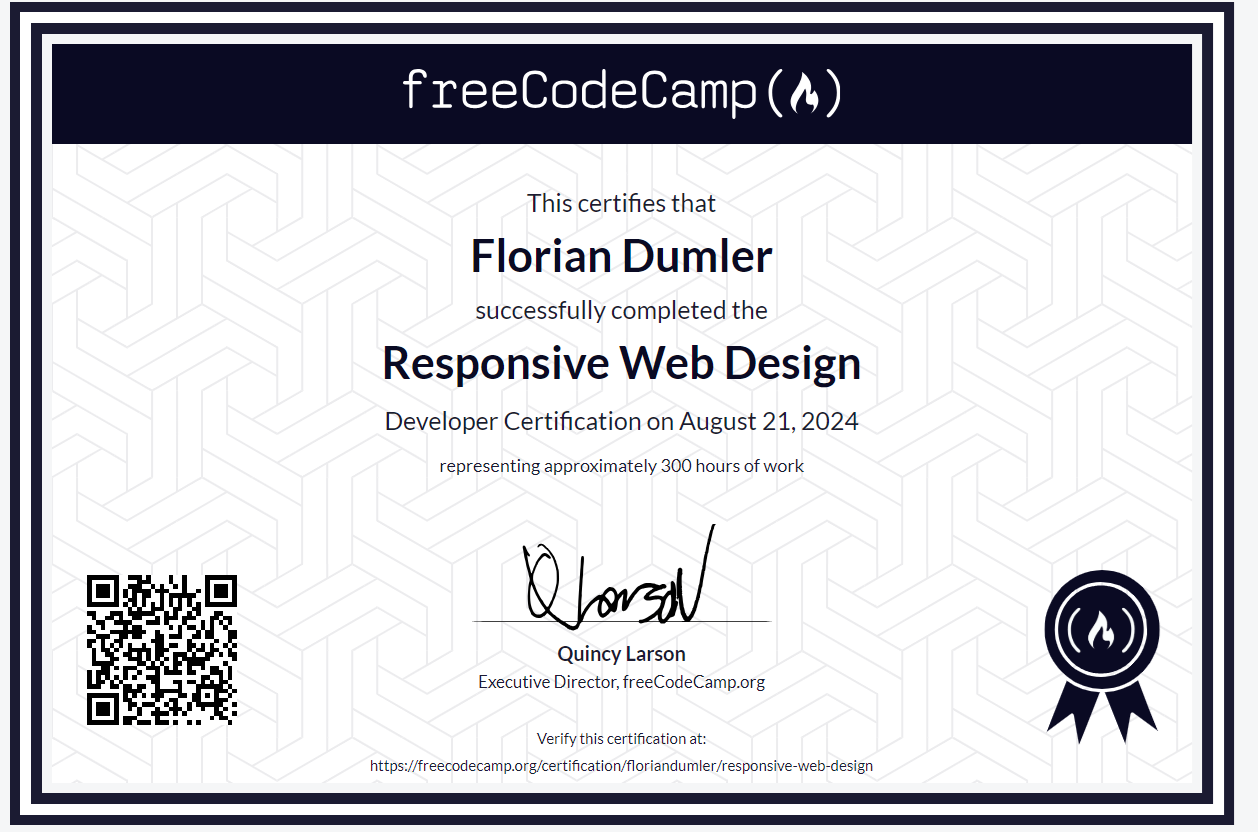 freeCodeCamp
This certifies that
Florian Dumler
successfully completed the
Responsive Web Design
Developer Certification on August 21, 2024
representing approximately 300 hours of work
Q Larson
Quincy Larson
Executive Director, freeCodeCamp.org
Verify this certification at:
https://freecodecamp.org/certification/floriandumler/responsive-web-design